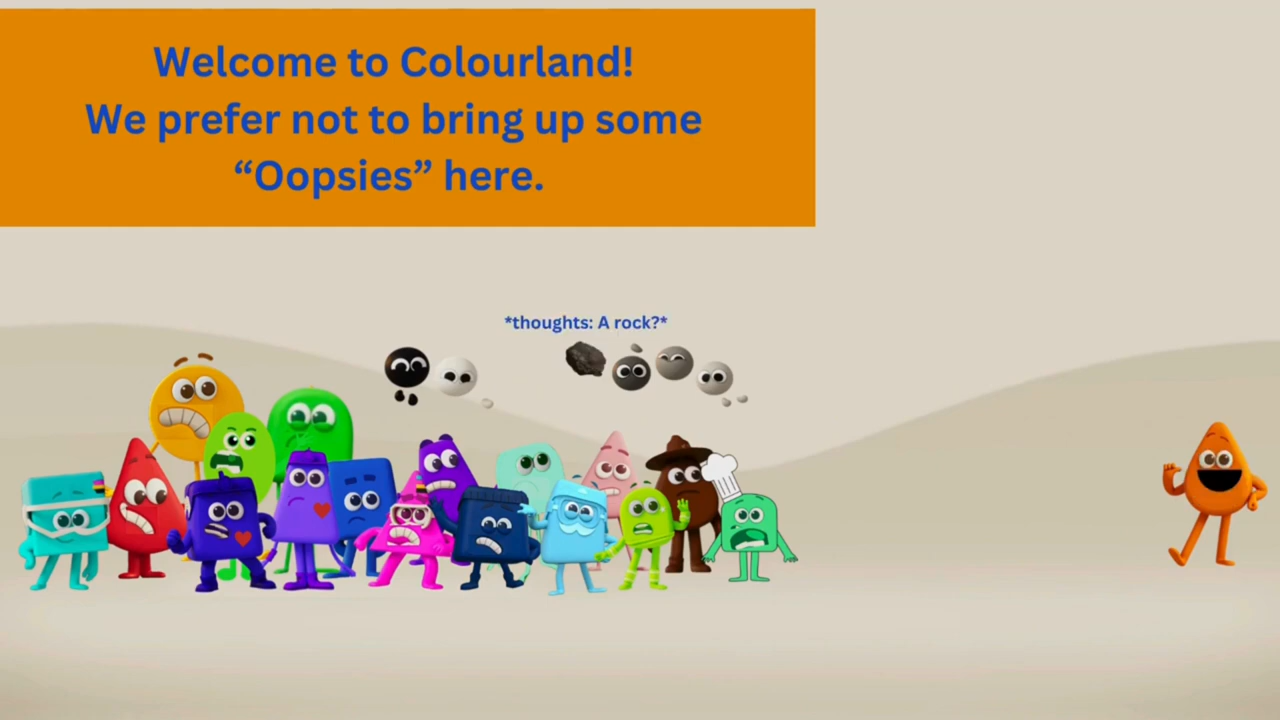 Welcome to Colourland!
We prefer not to bring up some
“Oopsies” here.
*thoughts: A rock?*